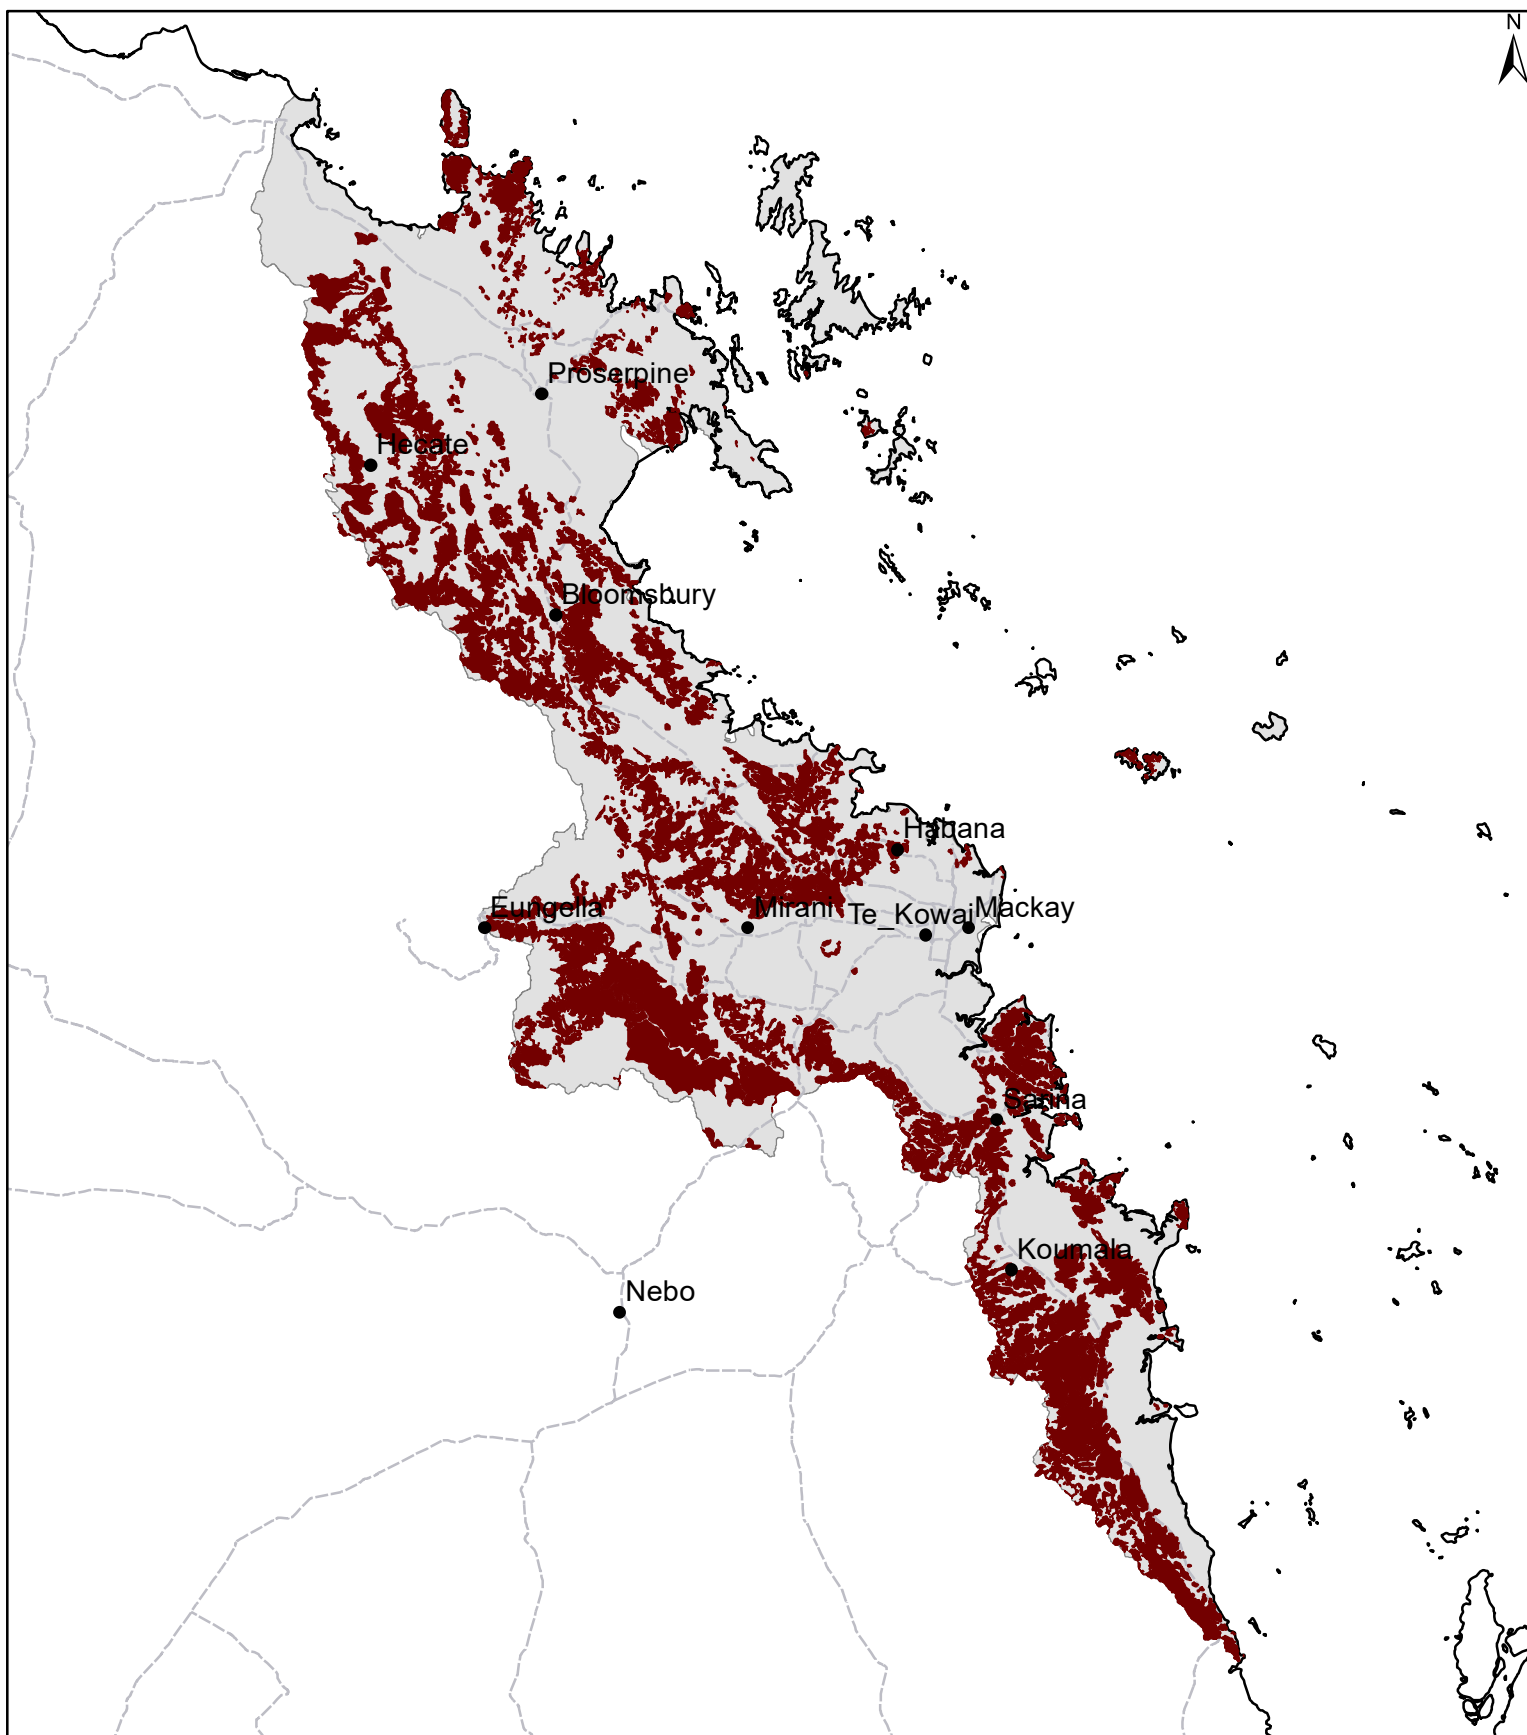 N
Proserpine
Hecate
Bloomsbury
Habana
Eungella
Mirani
Te_Kowai
Mackay
Sarina
Koumala
Nebo